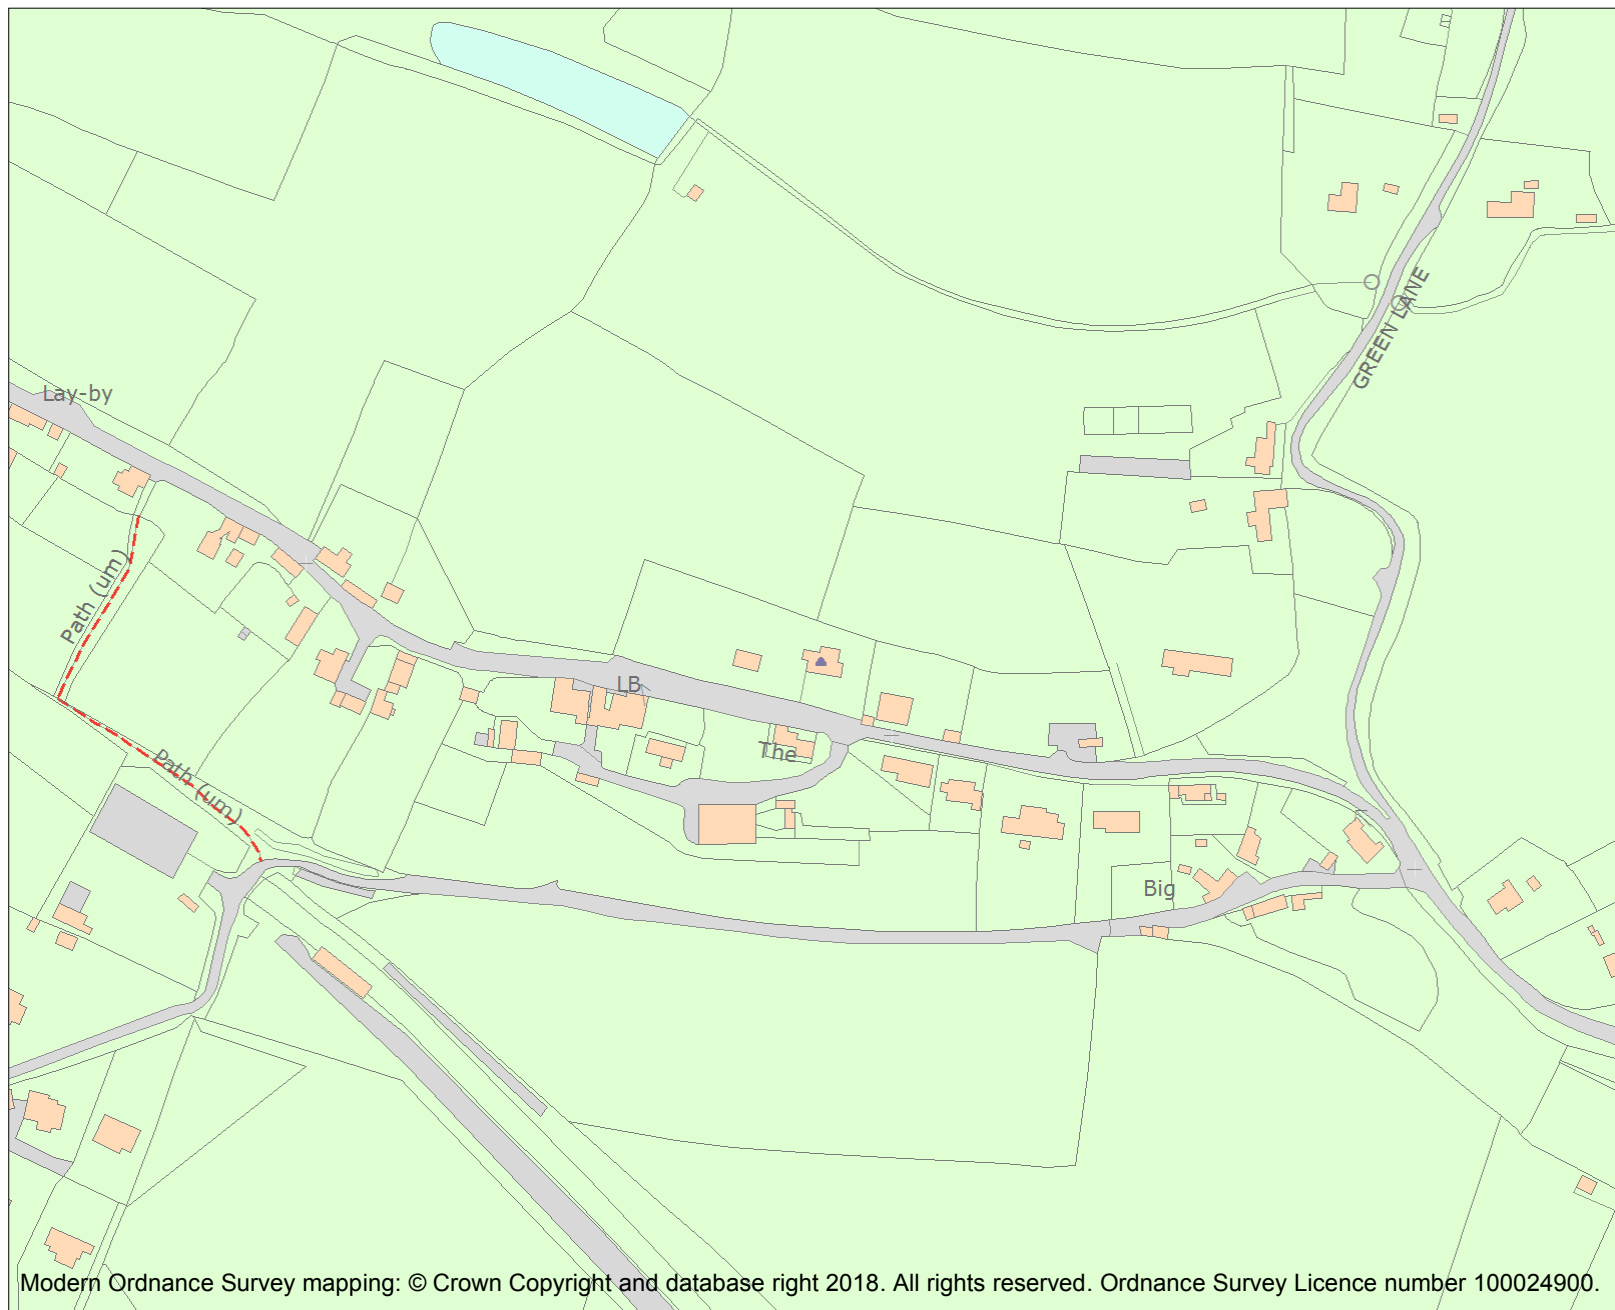 GREEN LANE
Lay-by
Path (um)
LB
The
Path (um)
Big
Modern Ordnance Survey mapping: © Crown Copyright and database right 2018. All rights reserved. Ordnance Survey Licence number 100024900.